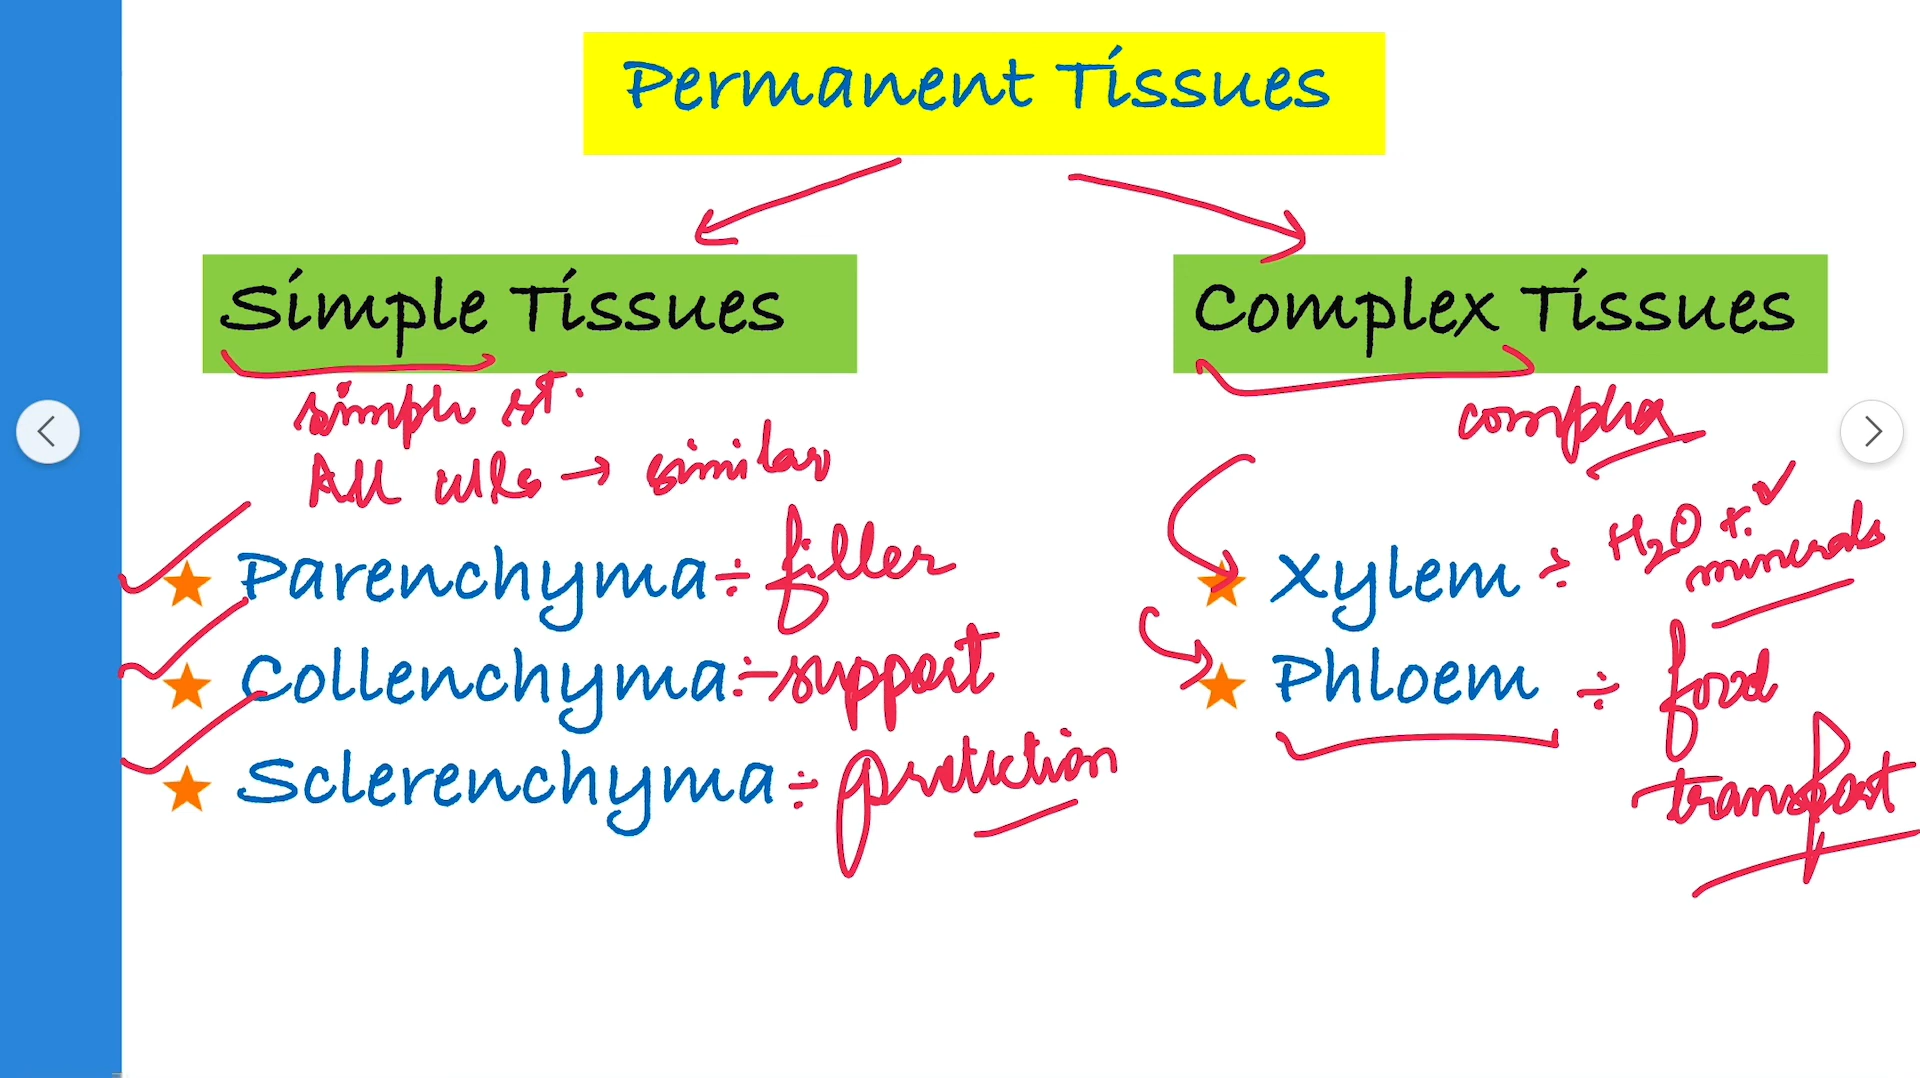 Permanent Tissues
Simple Tissues
simple st.
All cells → similar
Parenchyma ÷ filler
Collenchyma :- support
Sclerenchyma ÷ protection
Complex Tissues
complex
Xylem ÷ H₂O +
minerals
Phloem ÷ food
transport